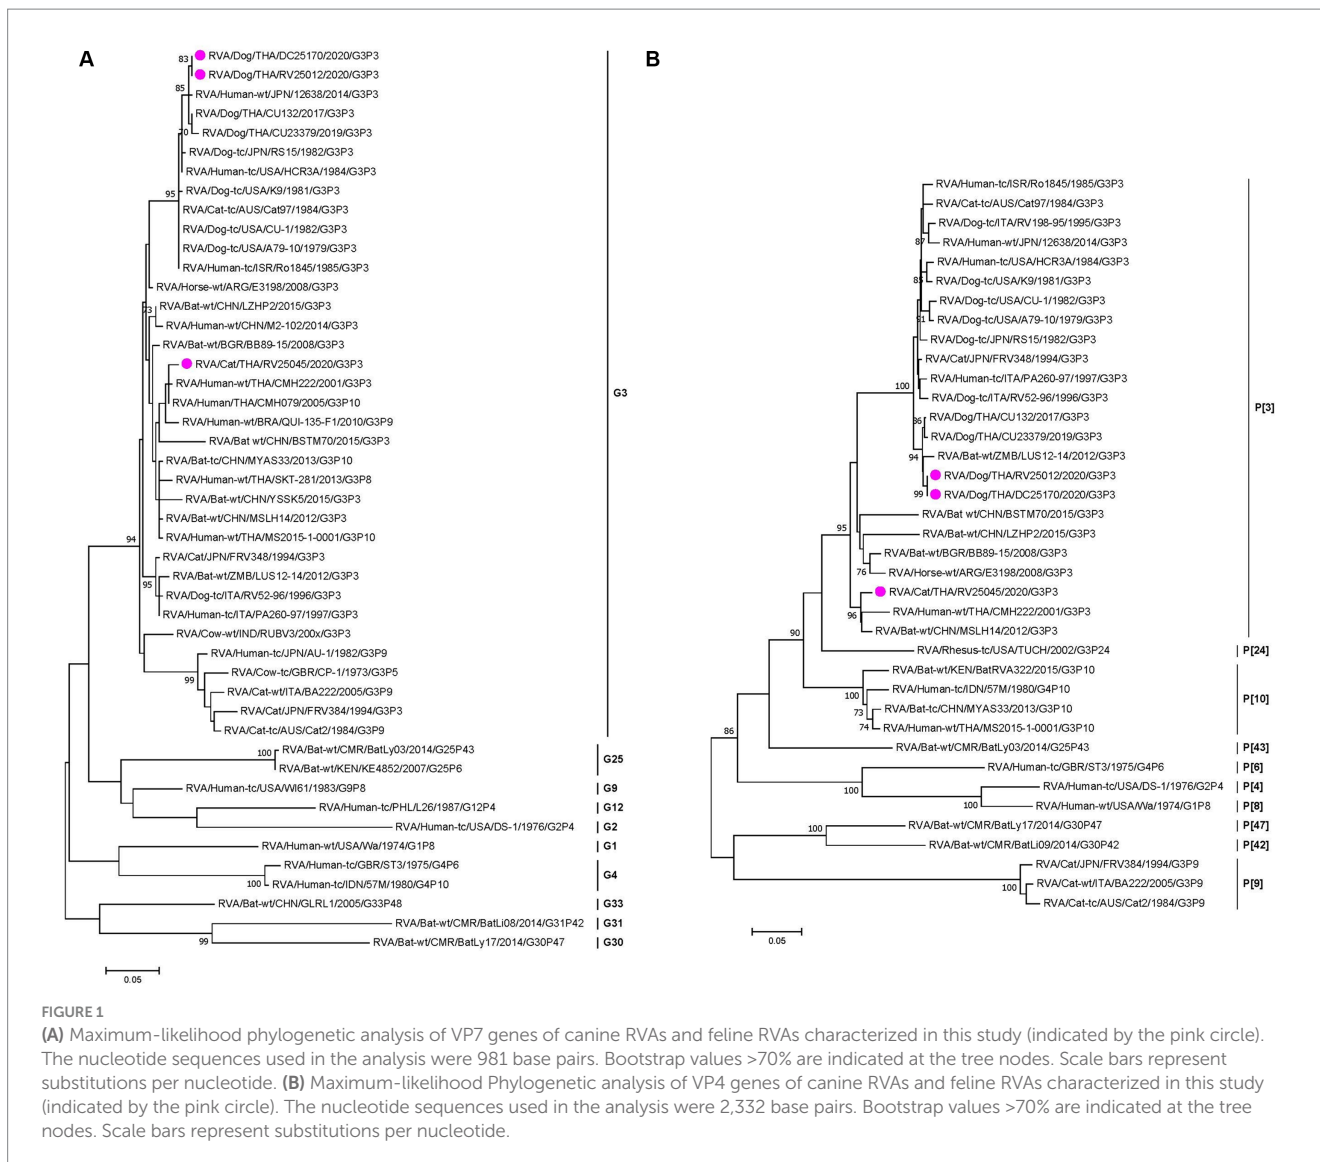 A
83
RVA/Dog/THA/DC25170/2020/G3P3
RVA/Dog/THA/RV25012/2020/G3P3
85
RVA/Human-wt/JPN/12638/2014/G3P3
RVA/Dog/THA/CU132/2017/G3P3
70
RVA/Dog/THA/CU23379/2019/G3P3
RVA/Dog-tc/JPN/RS15/1982/G3P3
RVA/Human-tc/USA/HCR3A/1984/G3P3
95
RVA/Dog-tc/USA/K9/1981/G3P3
RVA/Cat-tc/AUS/Cat97/1984/G3P3
RVA/Dog-tc/USA/CU-1/1982/G3P3
RVA/Dog-tc/USA/A79-10/1979/G3P3
RVA/Human-tc/ISR/Ro1845/1985/G3P3
RVA/Horse-wt/ARG/E3198/2008/G3P3
73
RVA/Bat-wt/CHN/LZHP2/2015/G3P3
RVA/Human-wt/CHN/M2-102/2014/G3P3
RVA/Bat-wt/BGR/BB89-15/2008/G3P3
RVA/Cat/THA/RV25045/2020/G3P3
RVA/Human-wt/THA/CMH222/2001/G3P3
RVA/Human/THA/CMH079/2005/G3P10
RVA/Human-wt/BRA/QUI-135-F1/2010/G3P9
RVA/Bat wt/CHN/BSTM70/2015/G3P3
RVA/Bat-tc/CHN/MYAS33/2013/G3P10
RVA/Human-wt/THA/SKT-281/2013/G3P8
RVA/Bat-wt/CHN/YSSK5/2015/G3P3
RVA/Bat-wt/CHN/MSLH14/2012/G3P3
RVA/Human-wt/THA/MS2015-1-0001/G3P10
94
RVA/Cat/JPN/FRV348/1994/G3P3
RVA/Bat-wt/ZMB/LUS12-14/2012/G3P3
95
RVA/Dog-tc/ITA/RV52-96/1996/G3P3
RVA/Human-tc/ITA/PA260-97/1997/G3P3
RVA/Cow-wt/IND/RUBV3/200x/G3P3
RVA/Human-tc/JPN/AU-1/1982/G3P9
99
RVA/Cow-tc/GBR/CP-1/1973/G3P5
RVA/Cat-wt/ITA/BA222/2005/G3P9
RVA/Cat/JPN/FRV384/1994/G3P3
RVA/Cat-tc/AUS/Cat2/1984/G3P9
G3
100
RVA/Bat-wt/CMR/BatLy03/2014/G25P43
RVA/Bat-wt/KEN/KE4852/2007/G25P6
G25
RVA/Human-tc/USA/WI61/1983/G9P8
G9
RVA/Human-tc/PHL/L26/1987/G12P4
G12
RVA/Human-tc/USA/DS-1/1976/G2P4
G2
RVA/Human-wt/USA/Wa/1974/G1P8
G1
RVA/Human-tc/GBR/ST3/1975/G4P6
100
RVA/Human-tc/IDN/57M/1980/G4P10
G4
RVA/Bat-wt/CHN/GLRL1/2005/G33P48
G33
RVA/Bat-wt/CMR/BatLi08/2014/G31P42
G31
99
RVA/Bat-wt/CMR/BatLy17/2014/G30P47
G30
0.05
B
RVA/Human-tc/ISR/Ro1845/1985/G3P3
RVA/Cat-tc/AUS/Cat97/1984/G3P3
RVA/Dog-tc/ITA/RV198-95/1995/G3P3
87
RVA/Human-wt/JPN/12638/2014/G3P3
RVA/Human-tc/USA/HCR3A/1984/G3P3
85
RVA/Dog-tc/USA/K9/1981/G3P3
RVA/Dog-tc/USA/CU-1/1982/G3P3
91
RVA/Dog-tc/USA/A79-10/1979/G3P3
RVA/Dog-tc/JPN/RS15/1982/G3P3
RVA/Cat/JPN/FRV348/1994/G3P3
RVA/Human-tc/ITA/PA260-97/1997/G3P3
100
RVA/Dog-tc/ITA/RV52-96/1996/G3P3
86
RVA/Dog/THA/CU132/2017/G3P3
RVA/Dog/THA/CU23379/2019/G3P3
94
RVA/Bat-wt/ZMB/LUS12-14/2012/G3P3
RVA/Dog/THA/RV25012/2020/G3P3
99
RVA/Dog/THA/DC25170/2020/G3P3
RVA/Bat wt/CHN/BSTM70/2015/G3P3
95
RVA/Bat-wt/CHN/LZHP2/2015/G3P3
RVA/Bat-wt/BGR/BB89-15/2008/G3P3
76
RVA/Horse-wt/ARG/E3198/2008/G3P3
RVA/Cat/THA/RV25045/2020/G3P3
96
RVA/Human-wt/THA/CMH222/2001/G3P3
RVA/Bat-wt/CHN/MSLH14/2012/G3P3
P[3]
90
RVA/Rhesus-tc/USA/TUCH/2002/G3P24
P[24]
RVA/Bat-wt/KEN/BatRVA322/2015/G3P10
100
RVA/Human-tc/IDN/57M/1980/G4P10
73
RVA/Bat-tc/CHN/MYAS33/2013/G3P10
74
RVA/Human-wt/THA/MS2015-1-0001/G3P10
P[10]
86
RVA/Bat-wt/CMR/BatLy03/2014/G25P43
P[43]
RVA/Human-tc/GBR/ST3/1975/G4P6
P[6]
100
RVA/Human-tc/USA/DS-1/1976/G2P4
P[4]
100
RVA/Human-wt/USA/Wa/1974/G1P8
P[8]
100
RVA/Bat-wt/CMR/BatLy17/2014/G30P47
P[47]
RVA/Bat-wt/CMR/BatLi09/2014/G30P42
P[42]
RVA/Cat/JPN/FRV384/1994/G3P9
100
RVA/Cat-wt/ITA/BA222/2005/G3P9
RVA/Cat-tc/AUS/Cat2/1984/G3P9
P[9]
0.05
FIGURE 1
(A) Maximum-likelihood phylogenetic analysis of VP7 genes of canine RVAs and feline RVAs characterized in this study (indicated by the pink circle).
The nucleotide sequences used in the analysis were 981 base pairs. Bootstrap values >70% are indicated at the tree nodes. Scale bars represent
substitutions per nucleotide. (B) Maximum-likelihood Phylogenetic analysis of VP4 genes of canine RVAs and feline RVAs characterized in this study
(indicated by the pink circle). The nucleotide sequences used in the analysis were 2,332 base pairs. Bootstrap values >70% are indicated at the tree
nodes. Scale bars represent substitutions per nucleotide.